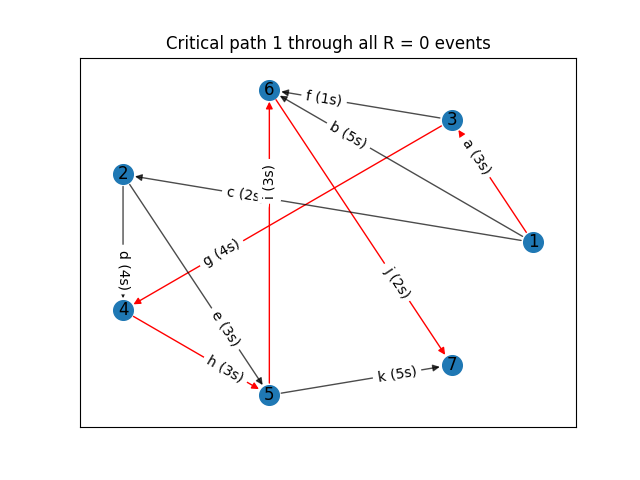 Critical path 1 through all R = 0 events
6
f (1s)
3
b (5s)
a (3s)
2
i (3s)
c (2s
1
g (4s)
d (4s)
j (2s)
4
e (3s)
h (3s)
7
k (5s)
5